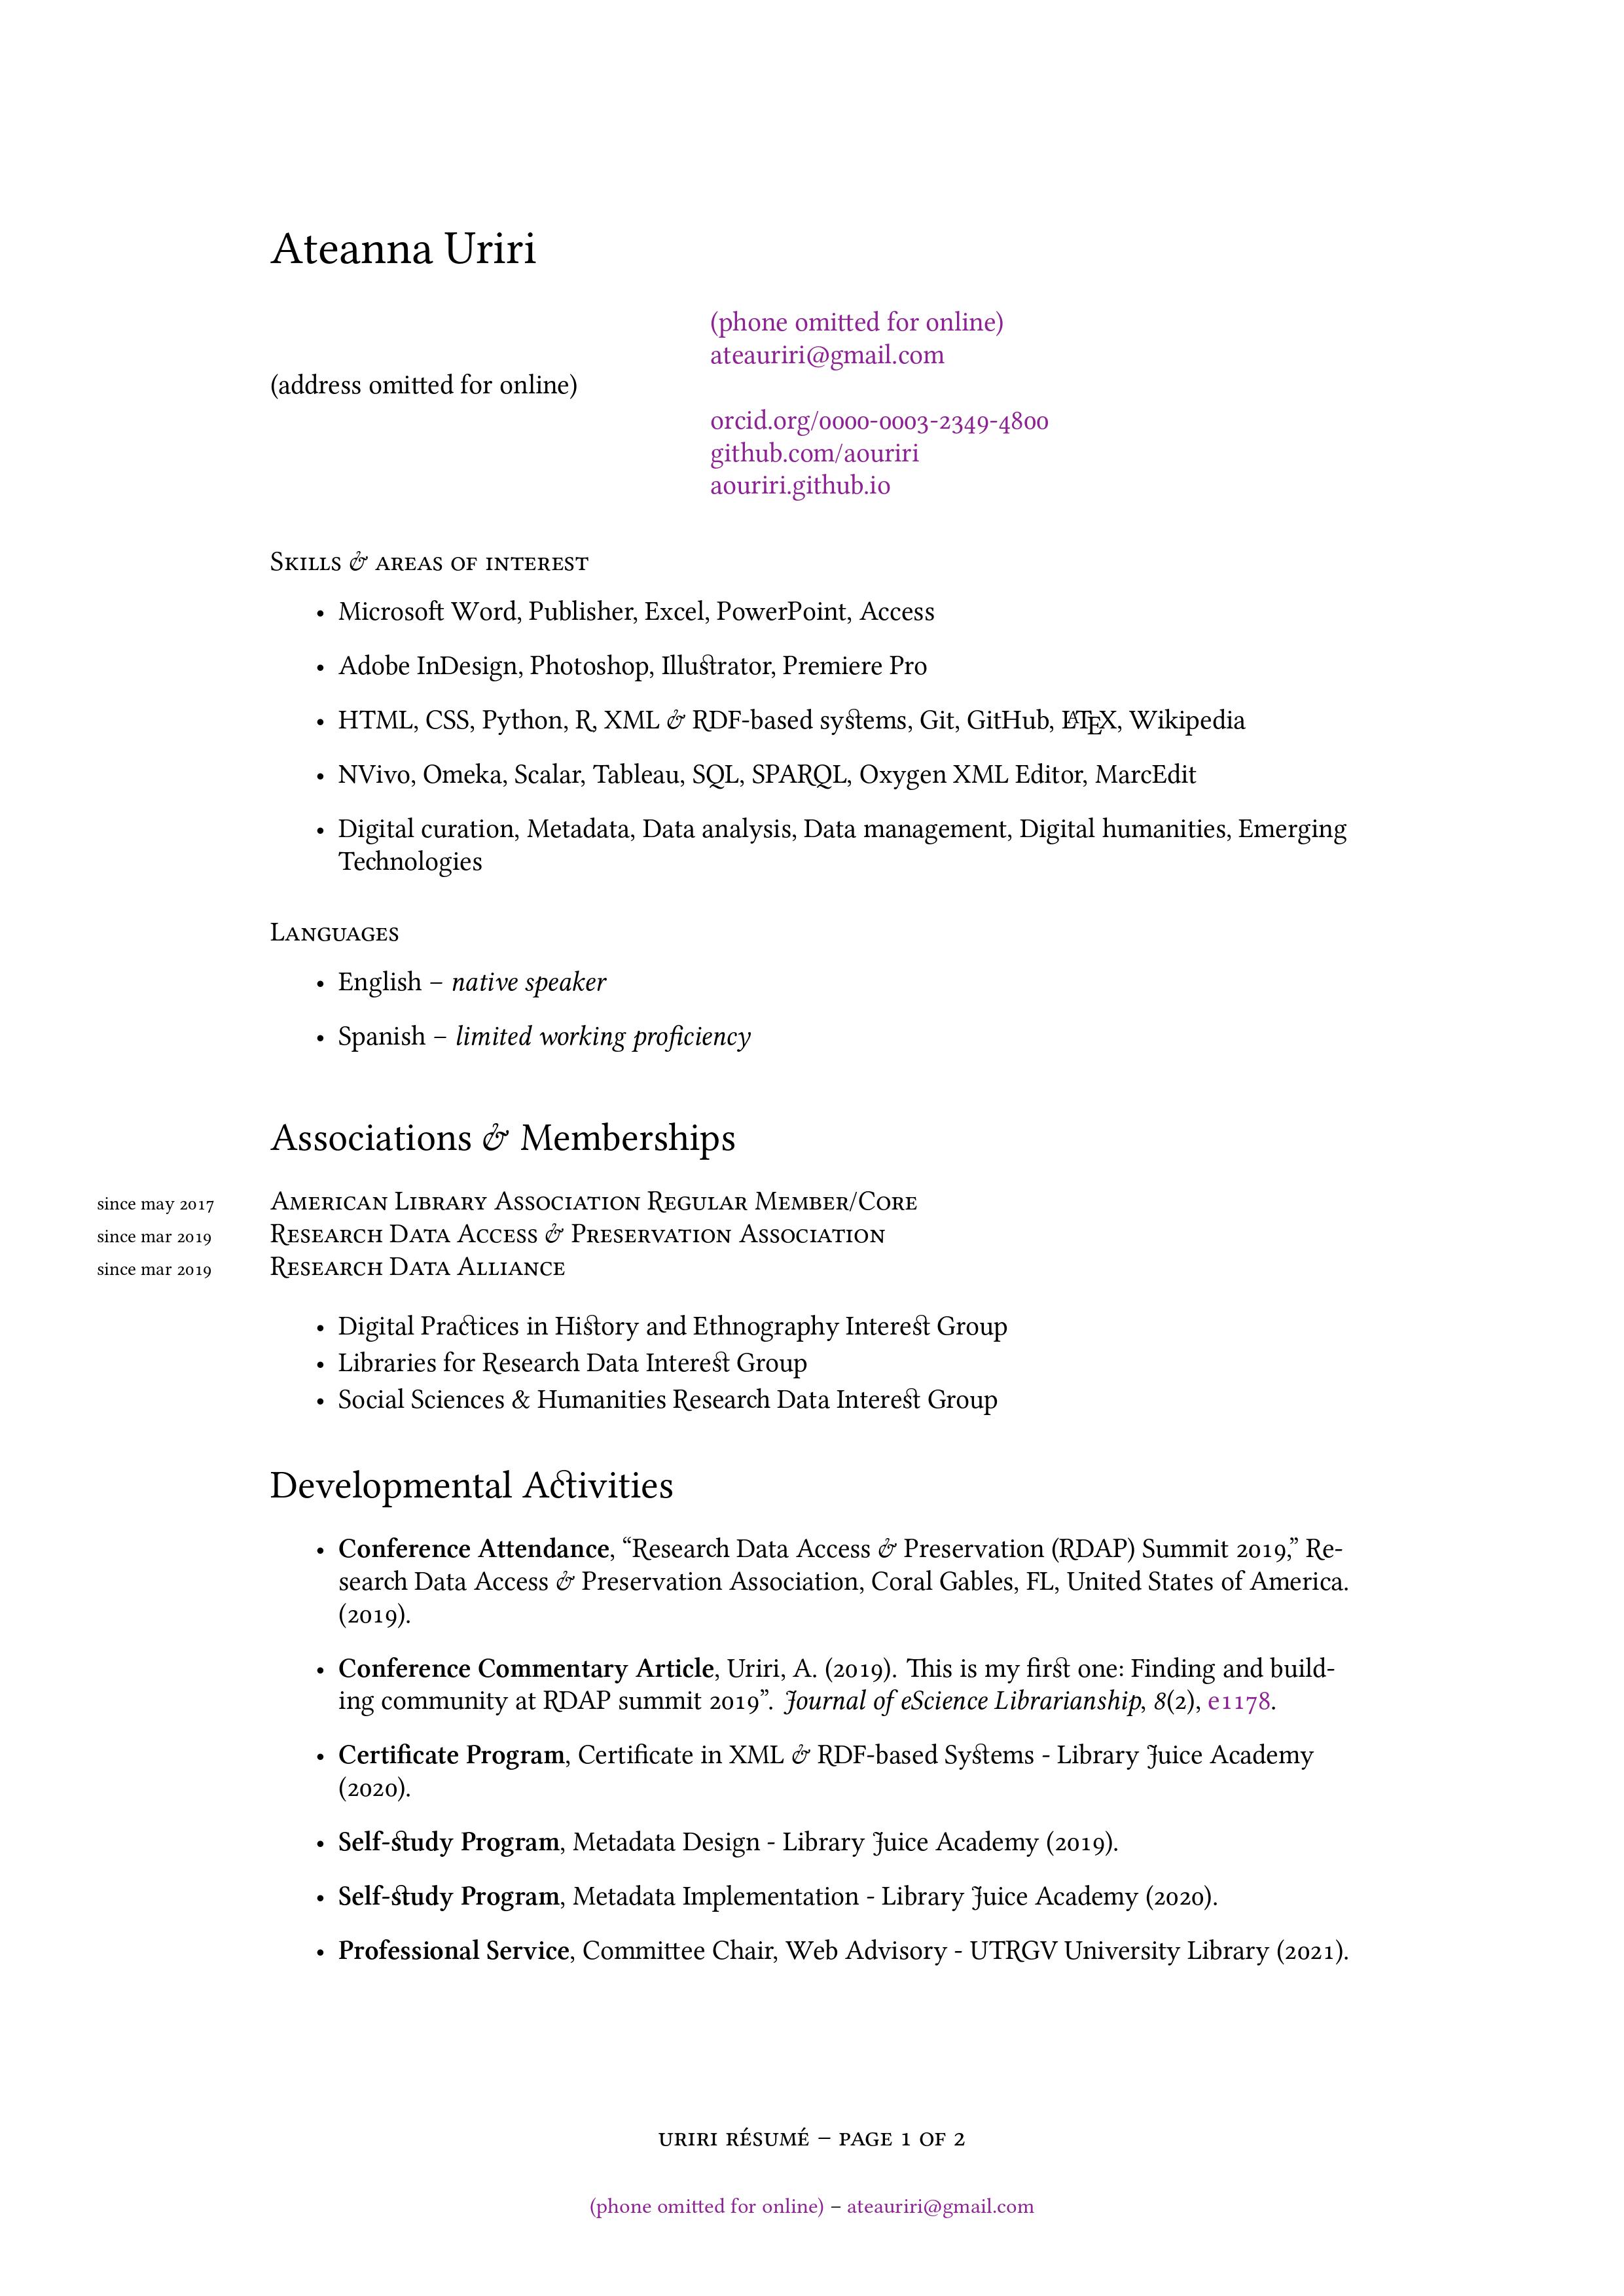 Ateanna Uriri
(phone omitted for online)
ateauriri@gmail.com
(address omitted for online)
orcid.org/0000-0003-2349-4800
github.com/aouriri
aouriri.github.io
Skills & areas of interest
• Microsoft Word, Publisher, Excel, PowerPoint, Access
• Adobe InDesign, Photoshop, Illustrator, Premiere Pro
• HTML, CSS, Python, R, XML & RDF-based systems, Git, GitHub, LATEX, Wikipedia
• NVivo, Omeka, Scalar, Tableau, SQL, SPARQL, Oxygen XML Editor, MarcEdit
• Digital curation, Metadata, Data analysis, Data management, Digital humanities, Emerging
Technologies
Languages
• English – native speaker
• Spanish – limited working proficiency
Associations & Memberships
since may 2017 American Library Association Regular Member/Core
since mar 2019 Research Data Access & Preservation Association
since mar 2019 Research Data Alliance
• Digital Practices in History and Ethnography Interest Group
• Libraries for Research Data Interest Group
• Social Sciences & Humanities Research Data Interest Group
Developmental Activities
• Conference Attendance, “Research Data Access & Preservation (RDAP) Summit 2019,” Re-
search Data Access & Preservation Association, Coral Gables, FL, United States of America.
(2019).
• Conference Commentary Article, Uriri, A. (2019). This is my first one: Finding and build-
ing community at RDAP summit 2019”. Journal of eScience Librarianship, 8(2), e1178.
• Certificate Program, Certificate in XML & RDF-based Systems - Library Juice Academy
(2020).
• Self-study Program, Metadata Design - Library Juice Academy (2019).
• Self-study Program, Metadata Implementation - Library Juice Academy (2020).
• Professional Service, Committee Chair, Web Advisory - UTRGV University Library (2021).
uriri résumé – page 1 of 2
(phone omitted for online) – ateauriri@gmail.com